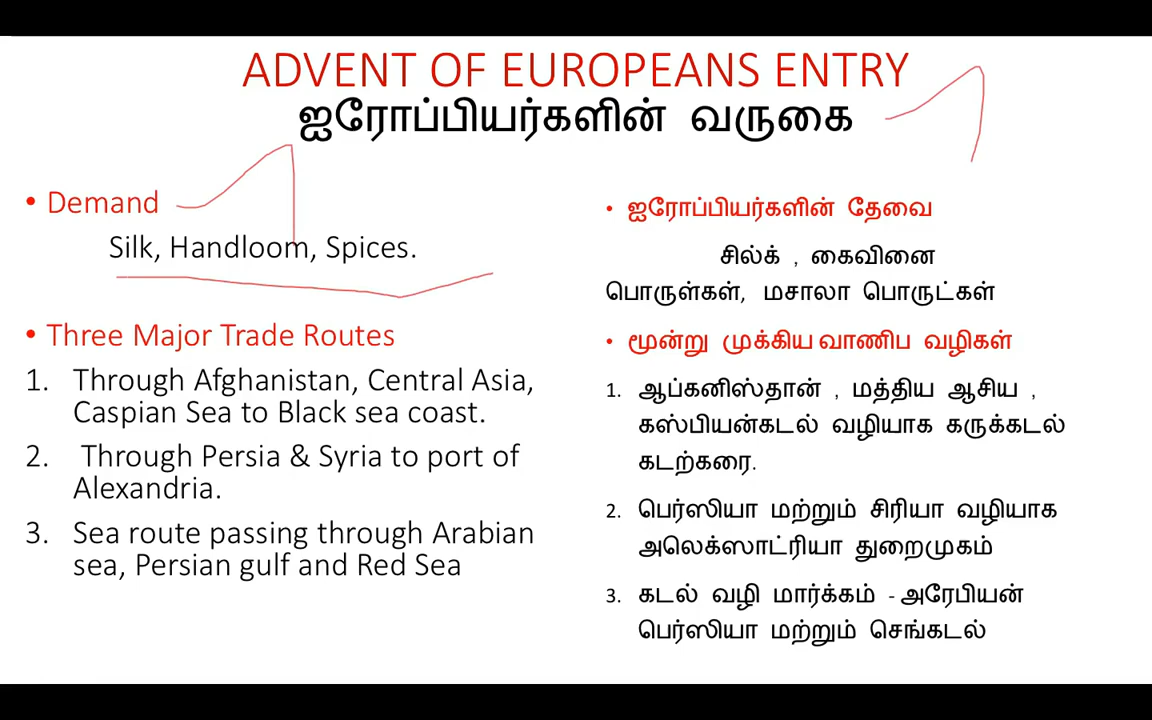 ADVENT OF EUROPEANS ENTRY
ஐரோப்பியர்களின் வருகை
• Demand
Silk, Handloom, Spices.
• Three Major Trade Routes
1. Through Afghanistan, Central Asia,
Caspian Sea to Black sea coast.
2. Through Persia & Syria to port of
Alexandria.
3. Sea route passing through Arabian
sea, Persian gulf and Red Sea
• ஐரோப்பியர்களின் தேவை
சில்க் , கைவினை
பொருள்கள், மசாலா பொருட்கள்
• மூன்று முக்கிய வாணிப வழிகள்
1. ஆப்கனிஸ்தான் , மத்திய ஆசிய ,
கஸ்பியன்கடல் வழியாக கருக்கடல்
கடற்கரை.
2. பெர்ஸியா மற்றும் சிரியா வழியாக
அலெக்ஸாட்ரியா துறைமுகம்
3. கடல் வழி மார்க்கம் - அரேபியன்
பெர்ஸியா மற்றும் செங்கடல்